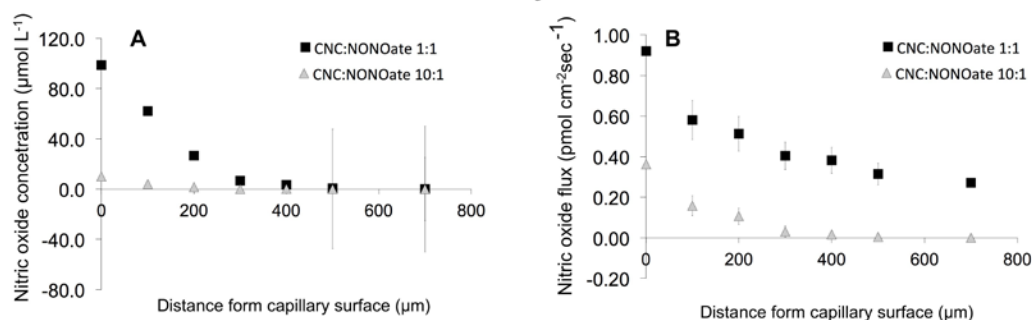 A
CNC:NONOate 1:1
CNC:NONOate 10:1
Nitric oxide concetration (µmol L-1)
120.0
80.0
40.0
0.0
-40.0
-80.0
0
200
400
600
800
Distance form capillary surface (µm)
B
CNC:NONOate 1:1
CNC:NONOate 10:1
Nitric oxide flux (pmol cm-2sec-1)
1.00
0.80
0.60
0.40
0.20
0.00
-0.20
0
200
400
600
800
Distance form capillary surface (µm)